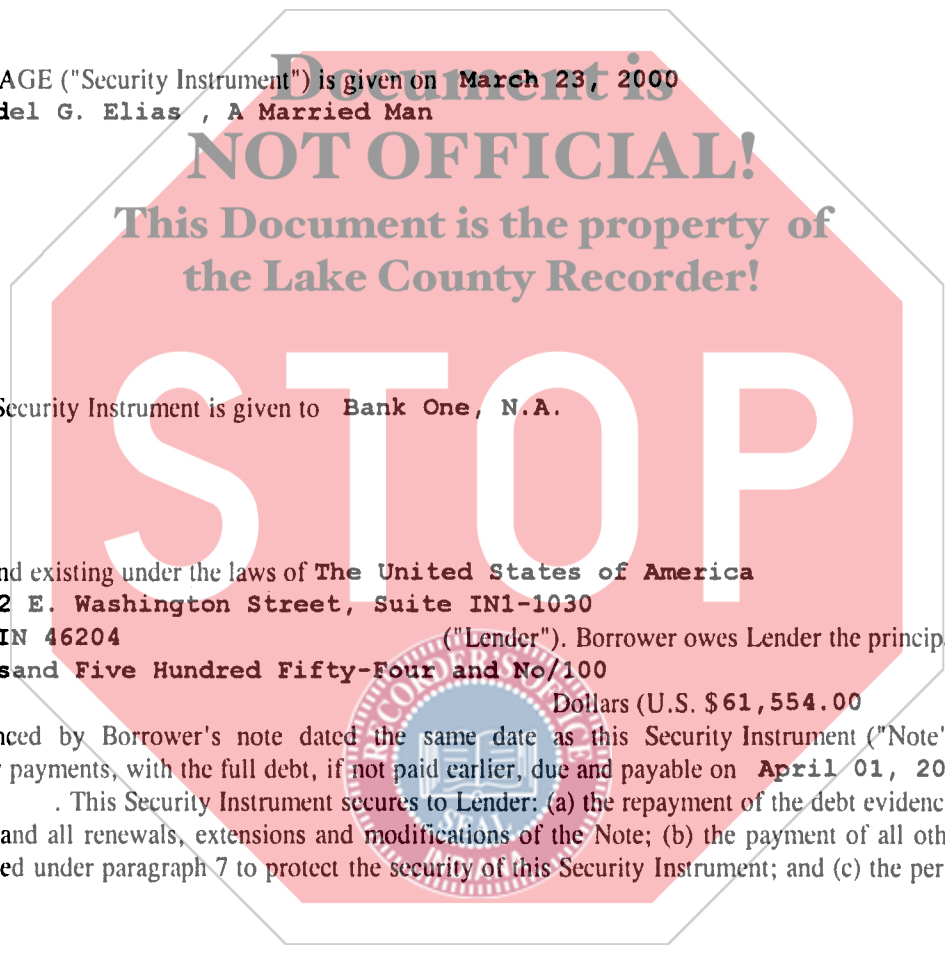 Document is
AGE ("Security Instrument") is given on March 23, 2000
del G. Elias , A Married Man
NOT OFFICIAL!
This Document is the property of
the Lake County Recorder!
STOP
Security Instrument is given to Bank One, N.A.
nd existing under the laws of The United States of America
2 E. Washington Street, Suite IN1-1030
IN 46204 ("Lender"). Borrower owes Lender the princip
sand Five Hundred Fifty-Four and No/100
Dollars (U.S. $61,554.00
nced by Borrower's note dated the same date as this Security Instrument ("Note"
payments, with the full debt, if not paid earlier, due and payable on April 01, 20
. This Security Instrument secures to Lender: (a) the repayment of the debt evidenc
and all renewals, extensions and modifications of the Note; (b) the payment of all oth
ed under paragraph 7 to protect the security of this Security Instrument; and (c) the per
RECORDER'S OFFICE
SEAL